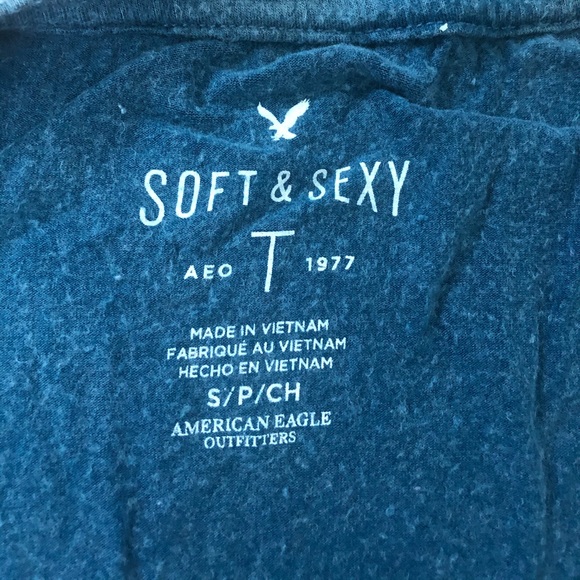 SOFT & SEXY
AEO T 1977
MADE IN VIETNAM
FABRIQUÉ AU VIETNAM
HECHO EN VIETNAM
S/P/CH
AMERICAN EAGLE
OUTFITTERS